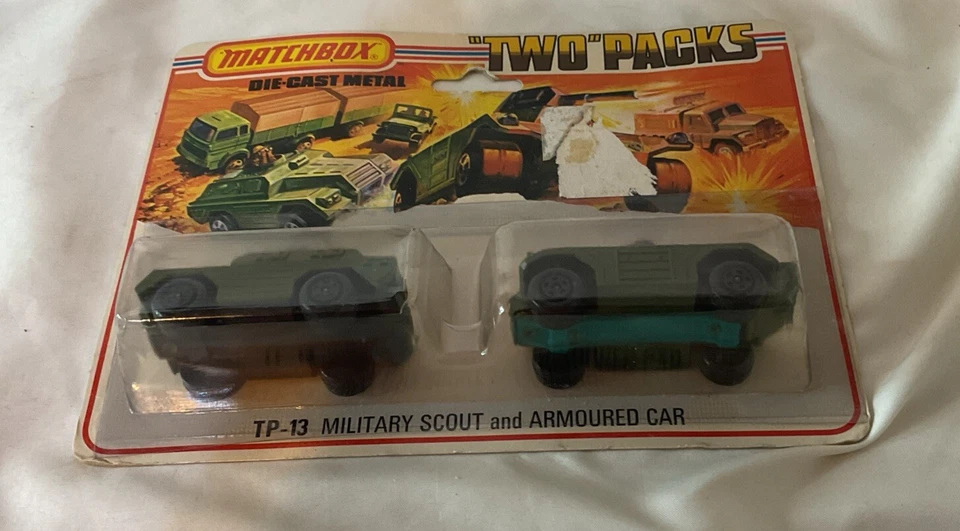 MATCHBOX
"TWO" PACKS
DIE-CAST METAL
TP-13 MILITARY SCOUT and ARMOURED CAR